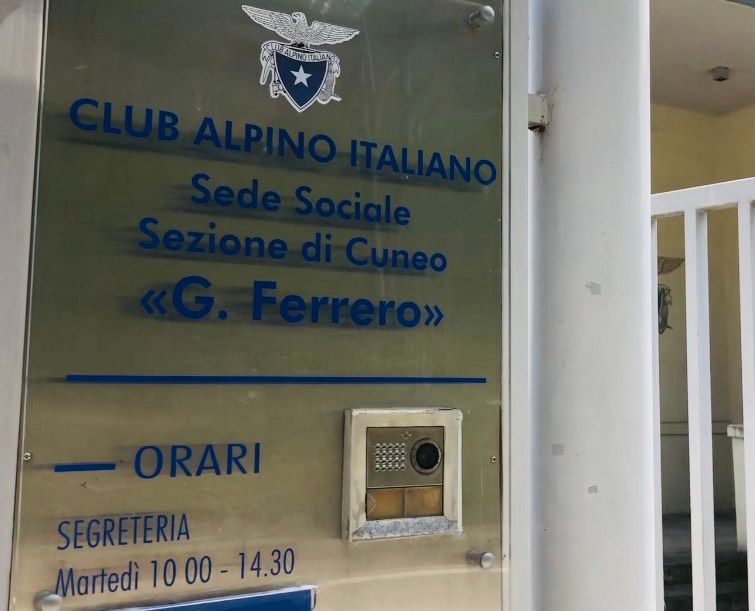 CLUB ALPINO ITALIANO
CLUB ALPINO ITALIANO
Sede Sociale
Sezione di Cuneo
«G. Ferrero»
ORARI
SEGRETERIA
Martedì 10 00 - 14.30